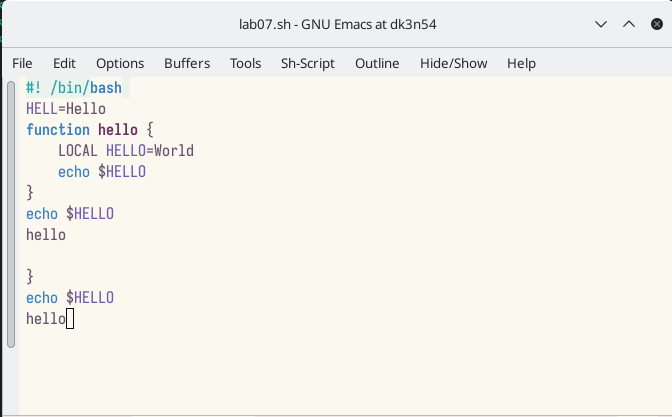 lab07.sh - GNU Emacs at dk3n54
File Edit Options Buffers Tools Sh-Script Outline Hide/Show Help
#! /bin/bash
HELL=Hello
function hello {
    LOCAL HELLO=World
    echo $HELLO
}
echo $HELLO
hello

}
echo $HELLO
hello